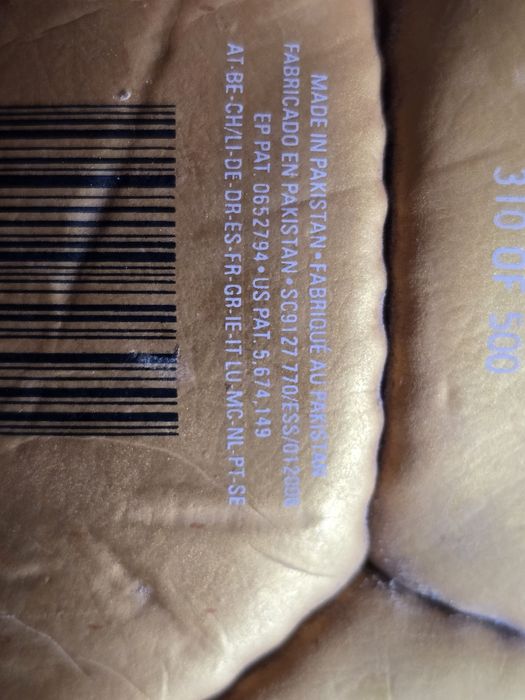 MADE IN PAKISTAN•FABRIQUÉ AU PAKISTAN
FABRICADO EN PAKISTAN•SC9127 770/ESS/012008
EP PAT. 0652794•US PAT. 5,674,149
AT-BE-CH/LI-DE-DR-ES-FR-GR-IE-IT LU-MC-NL-PT-SE
310 OF 500